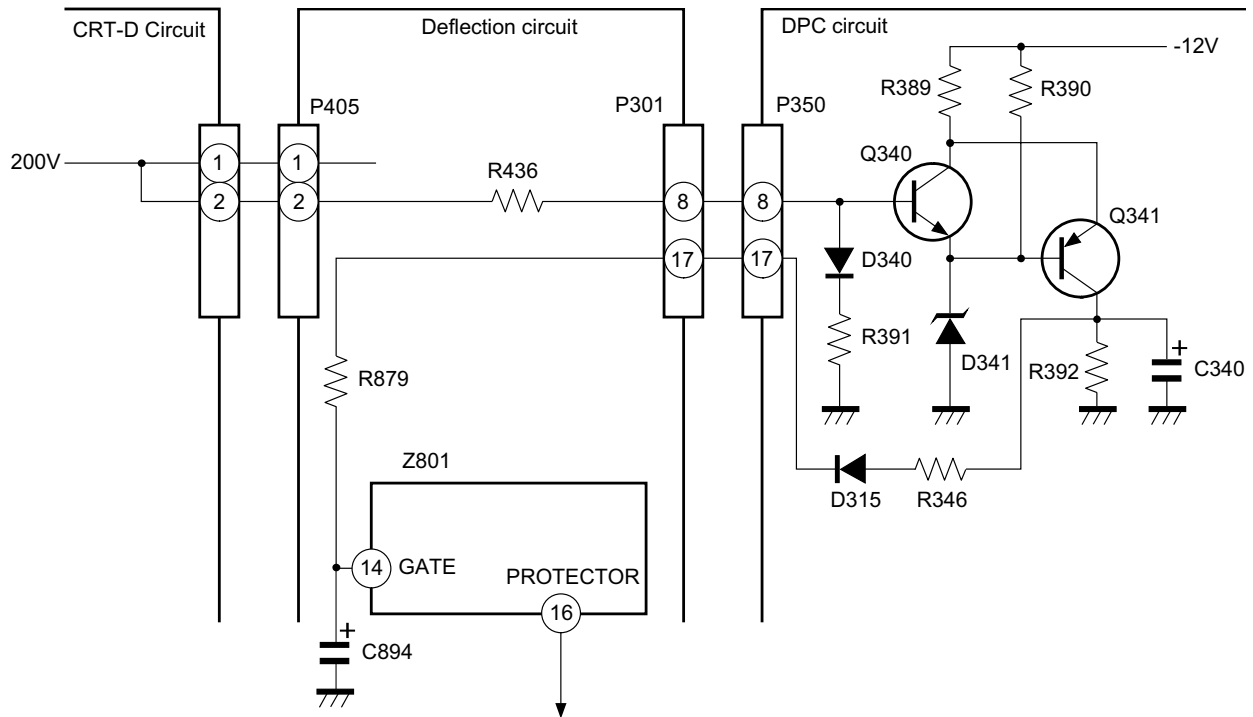 CRT-D Circuit
Deflection circuit
DPC circuit
-12V
R389
R390
P405
P301
P350
200V
1
1
Q340
R436
2
2
8
8
Q341
17
17
D340
R391
D341
R879
R392
+
C340
Z801
D315
R346
14
GATE
PROTECTOR
16
+
C894